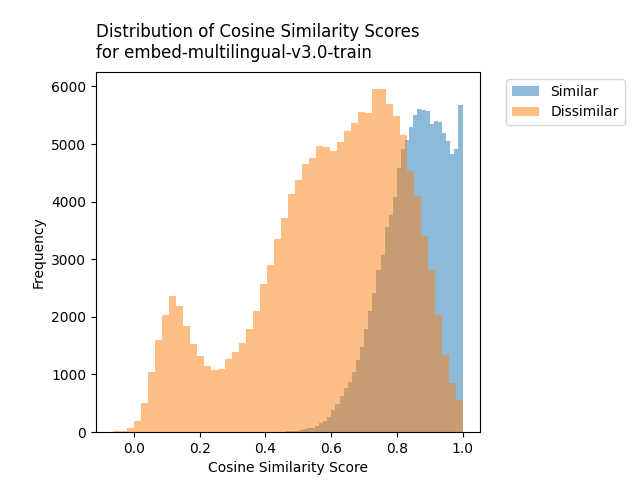 Distribution of Cosine Similarity Scores
for embed-multilingual-v3.0-train
Similar
Dissimilar
6000
5000
4000
3000
2000
1000
0
Frequency
0.0 0.2 0.4 0.6 0.8 1.0
Cosine Similarity Score